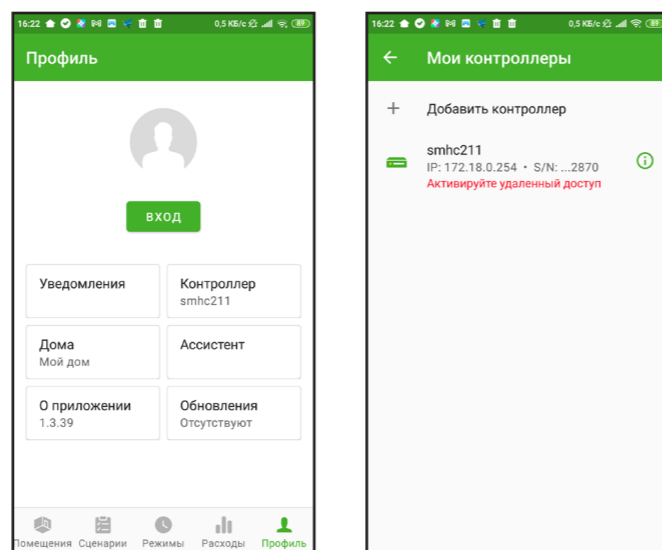 16:22 0,5 КБ/с 89
Профиль
ВХОД
Уведомления
Контроллер
smhc211
Дома
Мой дом
Ассистент
О приложении
1.3.39
Обновления
Отсутствуют
Помещения Сценарии Режимы Расходы Профиль
16:22 0,5 КБ/с 89
Мои контроллеры
Добавить контроллер
smhc211
IP: 172.18.0.254 • S/N: ...2870
Активируйте удаленный доступ